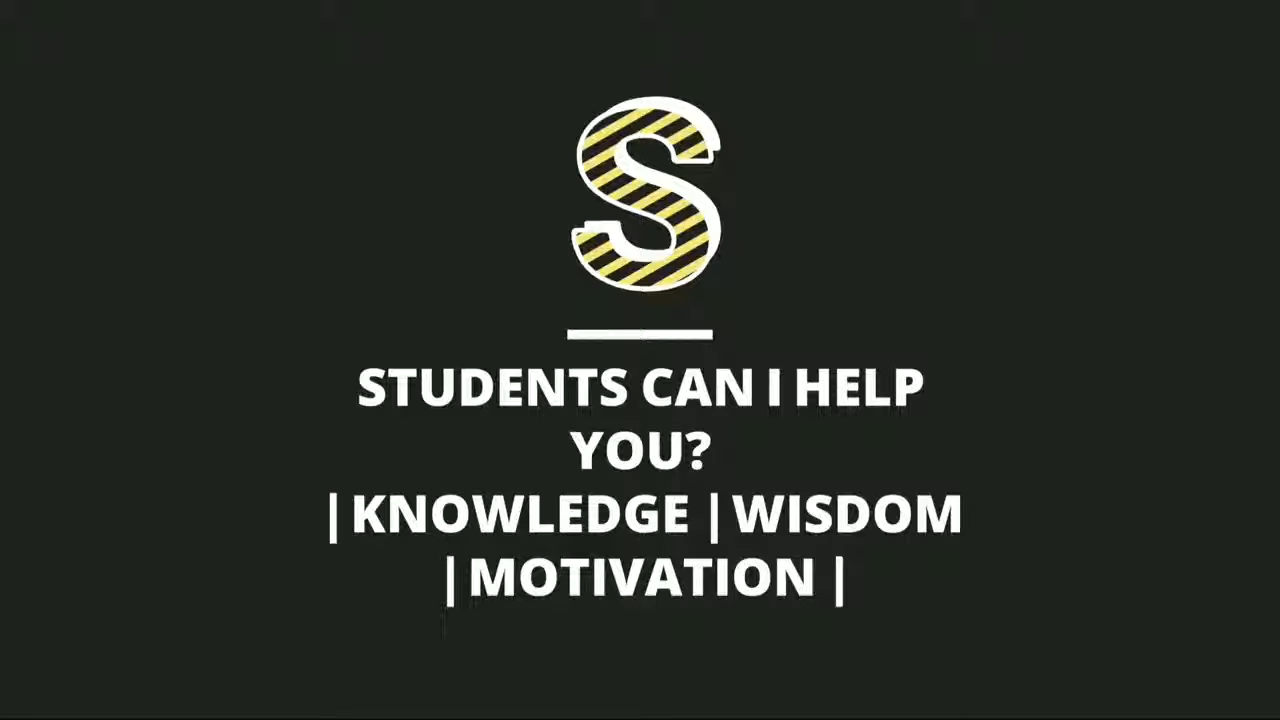 S
STUDENTS CAN I HELP
YOU?
|KNOWLEDGE |WISDOM
|MOTIVATION |